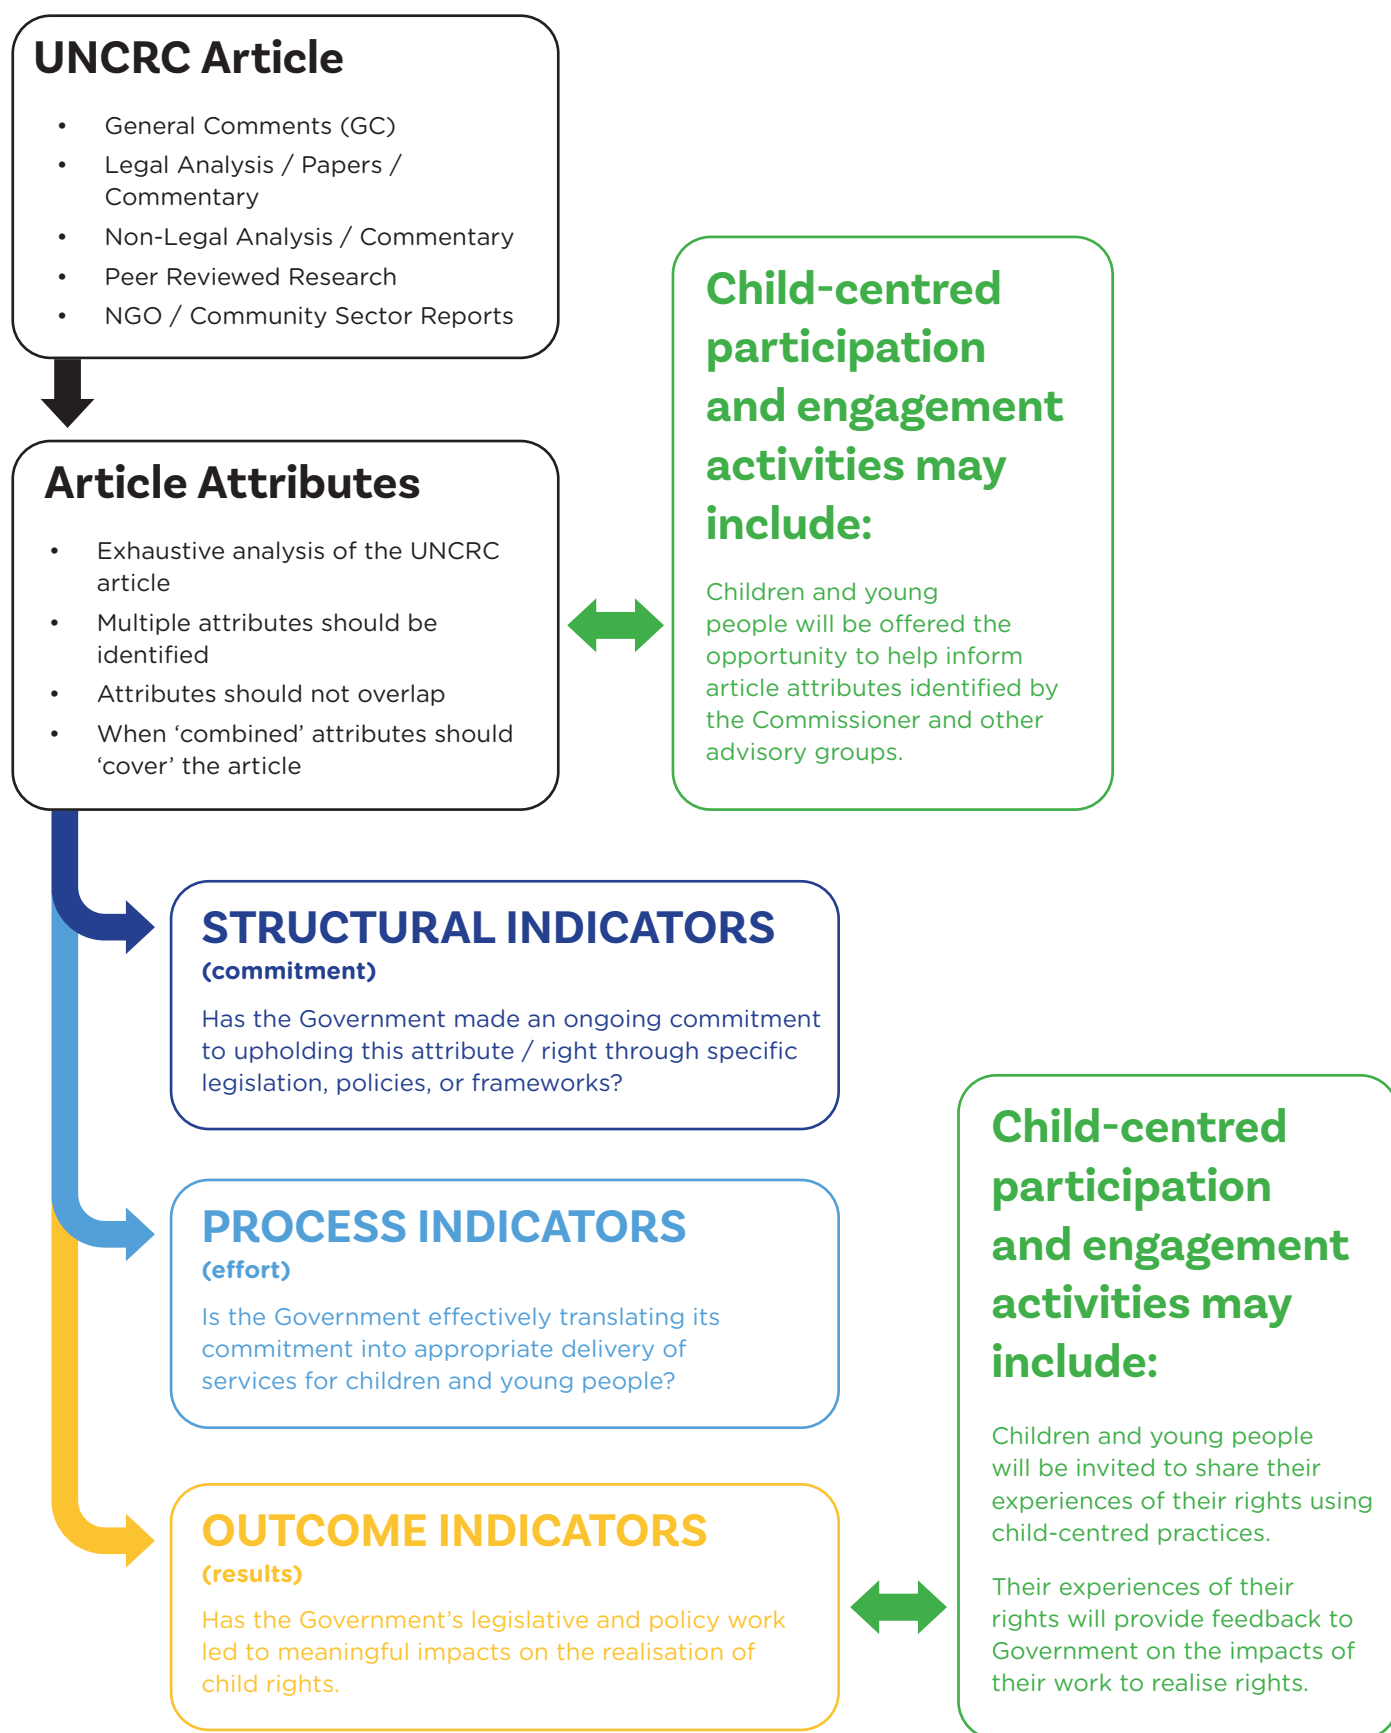 UNCRC Article
• General Comments (GC)
• Legal Analysis / Papers /
Commentary
• Non-Legal Analysis / Commentary
• Peer Reviewed Research
• NGO / Community Sector Reports
Article Attributes
• Exhaustive analysis of the UNCRC
article
• Multiple attributes should be
identified
• Attributes should not overlap
• When ‘combined’ attributes should
‘cover’ the article
Child-centred
participation
and engagement
activities may
include:
Children and young
people will be offered the
opportunity to help inform
article attributes identified by
the Commissioner and other
advisory groups.
STRUCTURAL INDICATORS
(commitment)
Has the Government made an ongoing commitment
to upholding this attribute / right through specific
legislation, policies, or frameworks?
PROCESS INDICATORS
(effort)
Is the Government effectively translating its
commitment into appropriate delivery of
services for children and young people?
OUTCOME INDICATORS
(results)
Has the Government’s legislative and policy work
led to meaningful impacts on the realisation of
child rights.
Child-centred
participation
and engagement
activities may
include:
Children and young people
will be invited to share their
experiences of their rights using
child-centred practices.
Their experiences of their
rights will provide feedback to
Government on the impacts of
their work to realise rights.